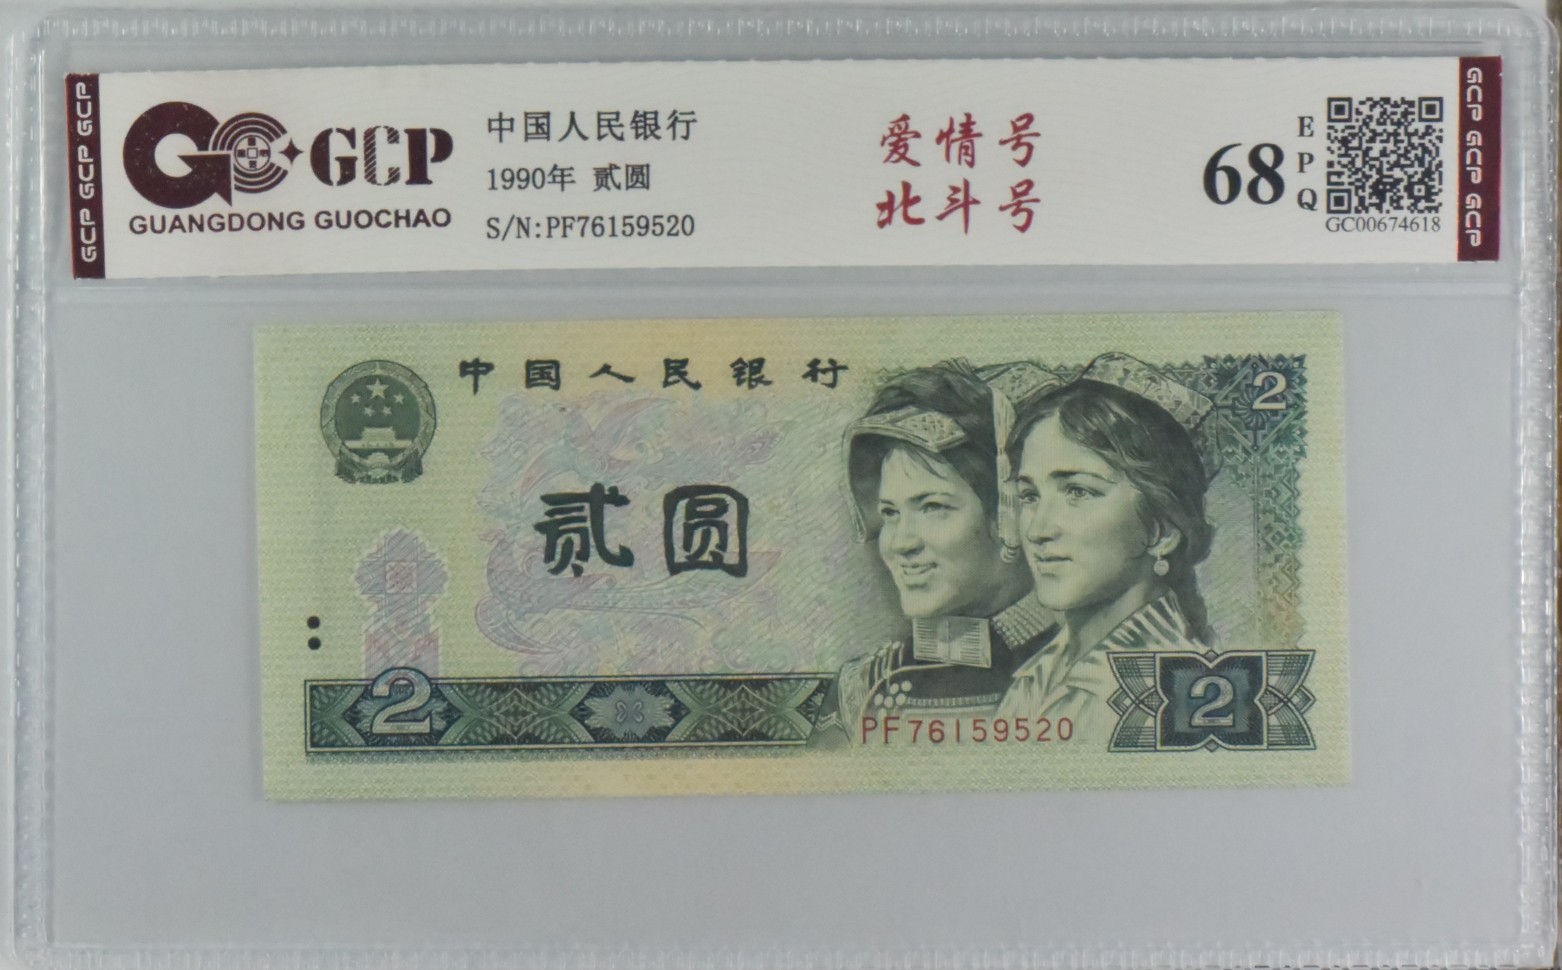 GCP GCP GCP
GCP
GUANGDONG GUOCHAO
中国人民银行
1990年 贰圆
S/N:PF76159520
爱情号
北斗号
68
EPQ
GC00674618
GCP GCP GCP
中国人民银行
2
贰圆
2
2
PF76159520